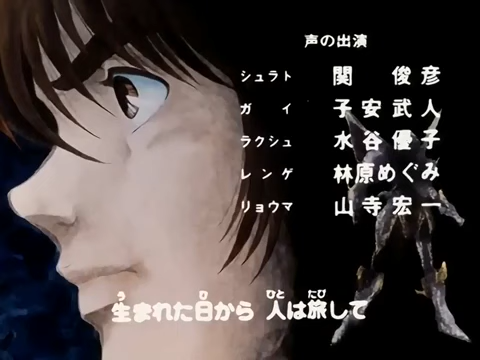 声の出演
シュラト 関 俊彦
ガイ 子安武人
ラクシュ 水谷優子
レンゲ 林原めぐみ
リョウマ 山寺宏一
生まれた日から 人は旅して